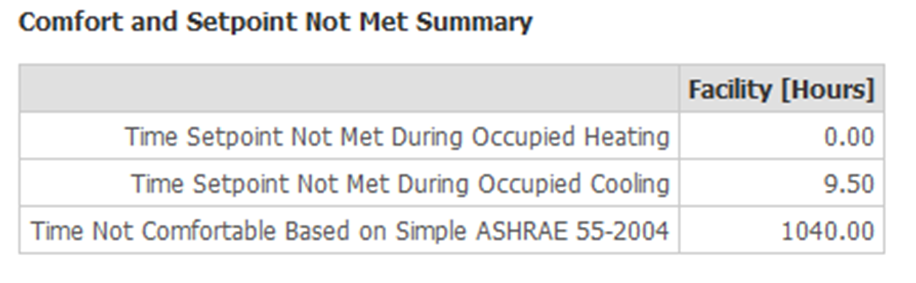 Comfort and Setpoint Not Met Summary
Facility [Hours]
Time Setpoint Not Met During Occupied Heating 0.00
Time Setpoint Not Met During Occupied Cooling 9.50
Time Not Comfortable Based on Simple ASHRAE 55-2004 1040.00